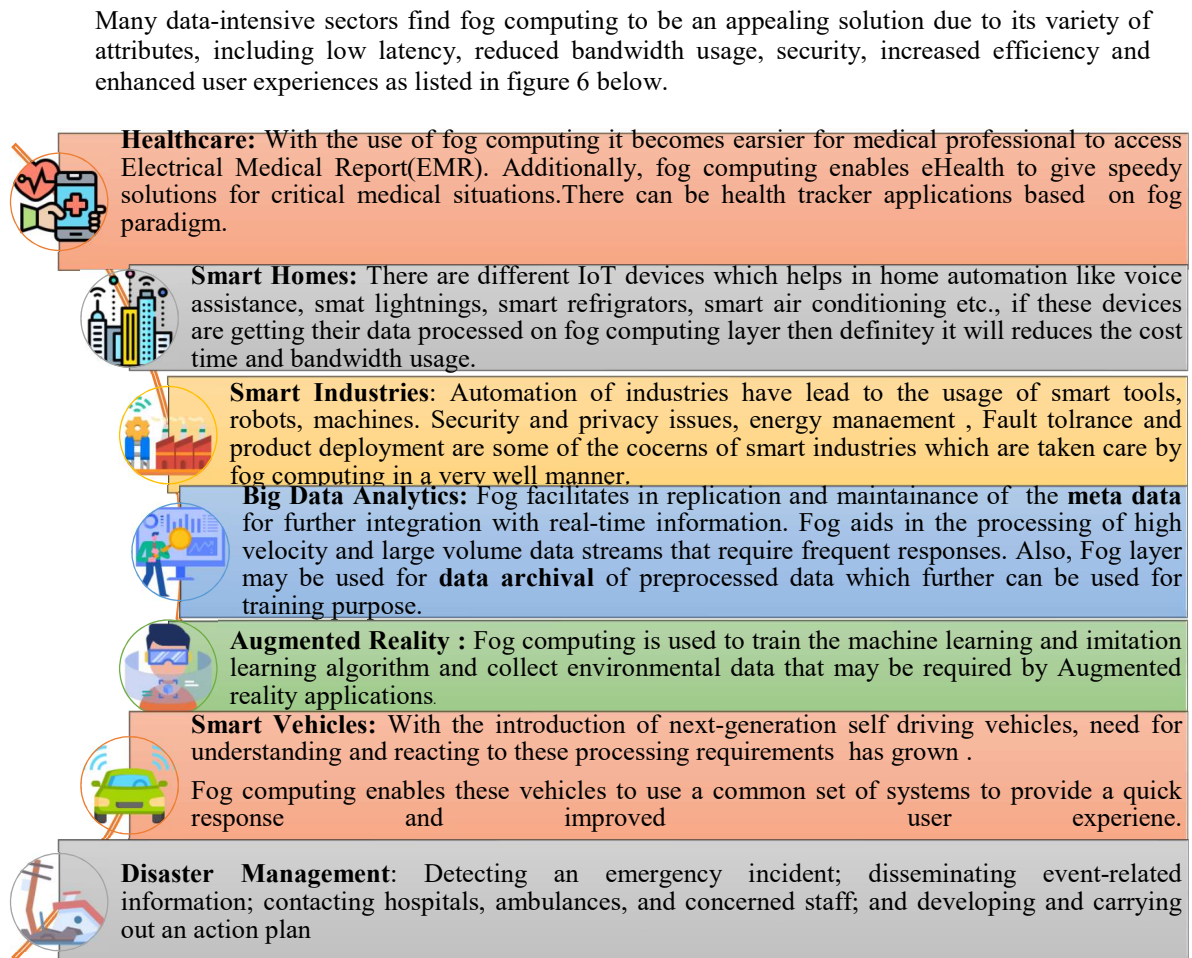 Many data-intensive sectors find fog computing to be an appealing solution due to its variety of
attributes, including low latency, reduced bandwidth usage, security, increased efficiency and
enhanced user experiences as listed in figure 6 below.
Healthcare: With the use of fog computing it becomes earsier for medical professional to access
Electrical Medical Report(EMR). Additionally, fog computing enables eHealth to give speedy
solutions for critical medical situations.There can be health tracker applications based on fog
paradigm.
Smart Homes: There are different IoT devices which helps in home automation like voice
assistance, smat lightnings, smart refrigrators, smart air conditioning etc., if these devices
are getting their data processed on fog computing layer then definitey it will reduces the cost
time and bandwidth usage.
Smart Industries: Automation of industries have lead to the usage of smart tools,
robots, machines. Security and privacy issues, energy manaement , Fault tolrance and
product deployment are some of the cocerns of smart industries which are taken care by
fog computing in a very well manner.
Big Data Analytics: Fog facilitates in replication and maintainance of the meta data
for further integration with real-time information. Fog aids in the processing of high
velocity and large volume data streams that require frequent responses. Also, Fog layer
may be used for data archival of preprocessed data which further can be used for
training purpose.
Augmented Reality : Fog computing is used to train the machine learning and imitation
learning algorithm and collect environmental data that may be required by Augmented
reality applications.
Smart Vehicles: With the introduction of next-generation self driving vehicles, need for
understanding and reacting to these processing requirements has grown .
Fog computing enables these vehicles to use a common set of systems to provide a quick
response and improved user experiene.
Disaster Management: Detecting an emergency incident; disseminating event-related
information; contacting hospitals, ambulances, and concerned staff; and developing and carrying
out an action plan